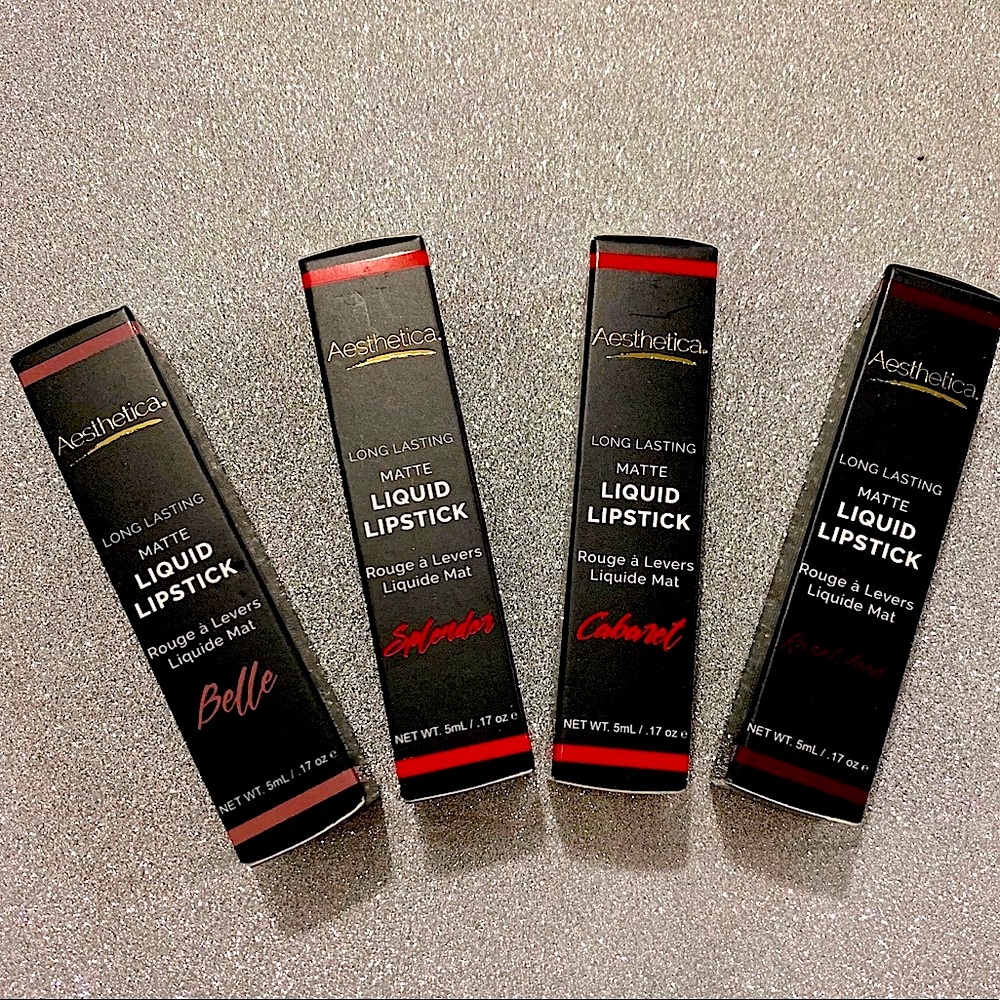 Aesthetica.
LONG LASTING
MATTE
LIQUID
LIPSTICK
Rouge à Levers
Liquide Mat
Belle
NET WT. 5mL / .17 oz e
Aesthetica.
LONG LASTING
MATTE
LIQUID
LIPSTICK
Rouge à Levers
Liquide Mat
Splendor
NET WT. 5mL / .17 oz e
Aesthetica.
LONG LASTING
MATTE
LIQUID
LIPSTICK
Rouge à Levers
Liquide Mat
Cabaret
NET WT. 5mL / .17 oz e
Aesthetica.
LONG LASTING
MATTE
LIQUID
LIPSTICK
Rouge à Levers
Liquide Mat
NET WT. 5mL / .17 oz e